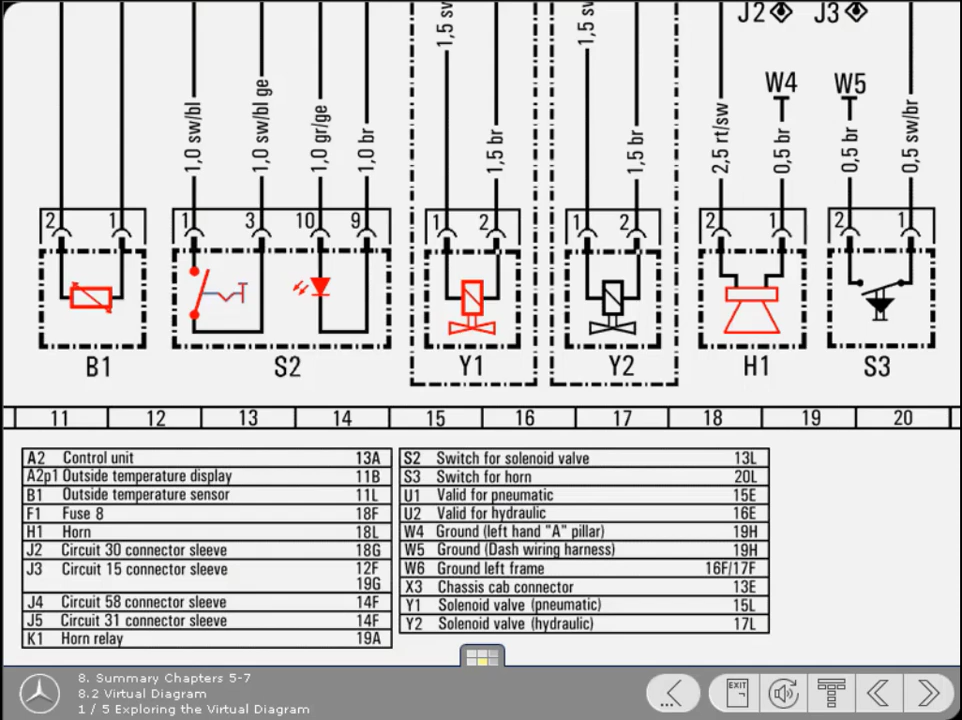 J2 J3
1,5 sw 1,5 sw
W4 W5
1,0 sw/bl 1,0 sw/bl ge 1,0 gr/ge 1,0 br 1,5 br 1,5 br 2,5 rt/sw 0,5 br 0,5 br 0,5 sw/br
2 1 1 3 10 9 1 2 1 2 2 1 2 1
B1 S2 Y1 Y2 H1 S3
11 12 13 14 15 16 17 18 19 20
A2 Control unit 13A
A2p1 Outside temperature display 11B
B1 Outside temperature sensor 11L
F1 Fuse 8 18F
H1 Horn 18L
J2 Circuit 30 connector sleeve 18G
J3 Circuit 15 connector sleeve 12F
19G
J4 Circuit 58 connector sleeve 14F
J5 Circuit 31 connector sleeve 14F
K1 Horn relay 19A
S2 Switch for solenoid valve 13L
S3 Switch for horn 20L
U1 Valid for pneumatic 15E
U2 Valid for hydraulic 16E
W4 Ground (left hand "A" pillar) 19H
W5 Ground (Dash wiring harness) 19H
W6 Ground left frame 16F/17F
X3 Chassis cab connector 13E
Y1 Solenoid valve (pneumatic) 15L
Y2 Solenoid valve (hydraulic) 17L
8. Summary Chapters 5-7
8.2 Virtual Diagram
1 / 5 Exploring the Virtual Diagram
... EXIT